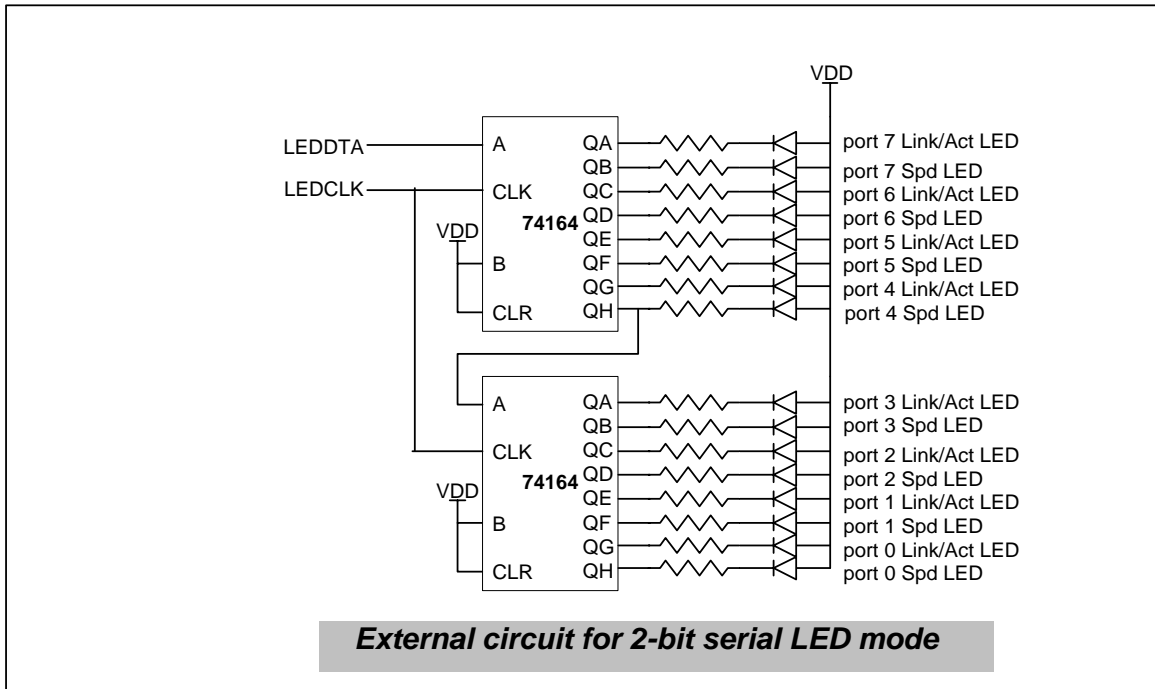 VDD
LEDDTA
A
QA
port 7 Link/Act LED
QB
port 7 Spd LED
LEDCLK
CLK
QC
port 6 Link/Act LED
QD
port 6 Spd LED
74164
VDD
QE
port 5 Link/Act LED
B
QF
port 5 Spd LED
QG
port 4 Link/Act LED
CLR
QH
port 4 Spd LED
A
QA
port 3 Link/Act LED
QB
port 3 Spd LED
CLK
QC
port 2 Link/Act LED
QD
port 2 Spd LED
74164
VDD
QE
port 1 Link/Act LED
B
QF
port 1 Spd LED
QG
port 0 Link/Act LED
CLR
QH
port 0 Spd LED
External circuit for 2-bit serial LED mode